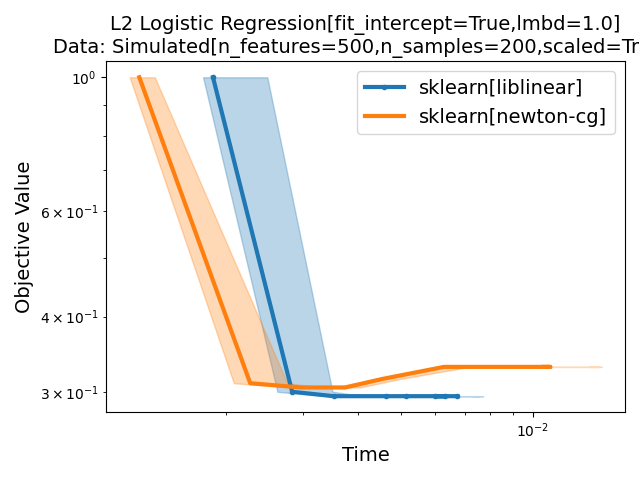 L2 Logistic Regression[fit_intercept=True,lmbd=1.0]
Data: Simulated[n_features=500,n_samples=200,scaled=Tr
sklearn[liblinear]
sklearn[newton-cg]
10⁰
6 × 10⁻¹
4 × 10⁻¹
3 × 10⁻¹
Objective Value
10⁻²
Time